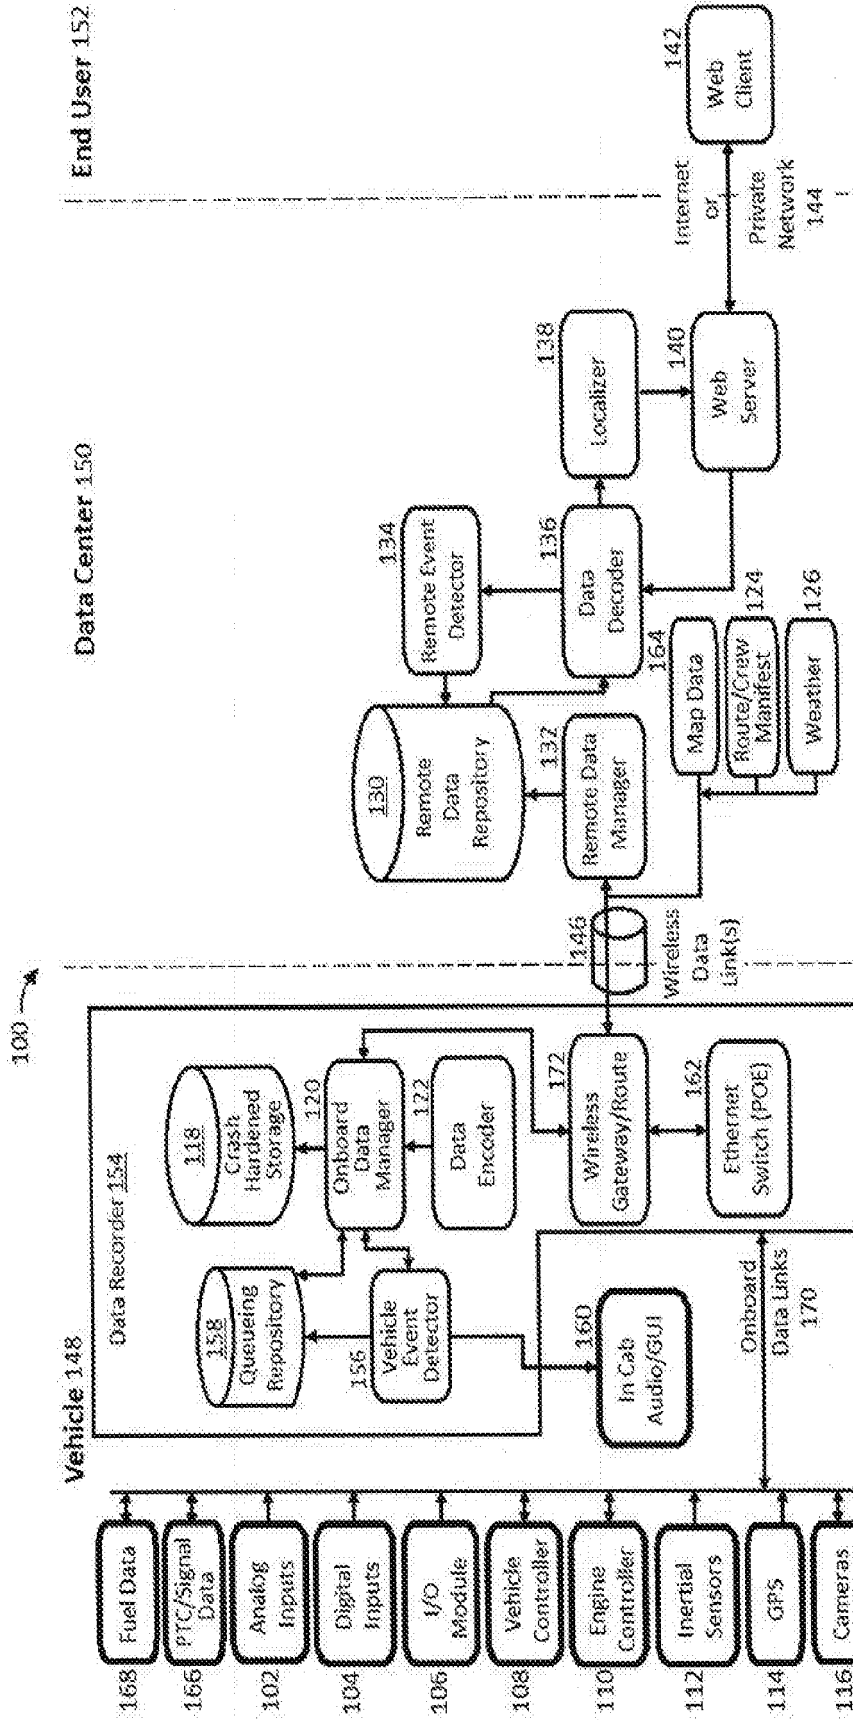 100
Vehicle 148
Data Center 150
End User 152
168
Fuel Data
166
PTC/Signal
Data
102
Analog
Inputs
104
Digital
Inputs
106
I/O
Module
108
Vehicle
Controller
110
Engine
Controller
112
Inertial
Sensors
114
GPS
116
Cameras
Data Recorder 154
158
Queueing
Repository
118
Crash
Hardened
Storage
156
Vehicle
Event
Detector
120
Onboard
Data
Manager
122
Data
Encoder
160
In Cab
Audio/GUI
172
Wireless
Gateway/Route
162
Ethernet
Switch (POE)
Onboard
Data Links
170
146
Wireless
Data
Link(s)
130
Remote
Data
Repository
132
Remote Data
Manager
134
Remote Event
Detector
136
Data
Decoder
138
Localizer
164
Map Data
124
Route/Crew
Manifest
126
Weather
140
Web
Server
Internet
or
Private
Network
144
142
Web
Client